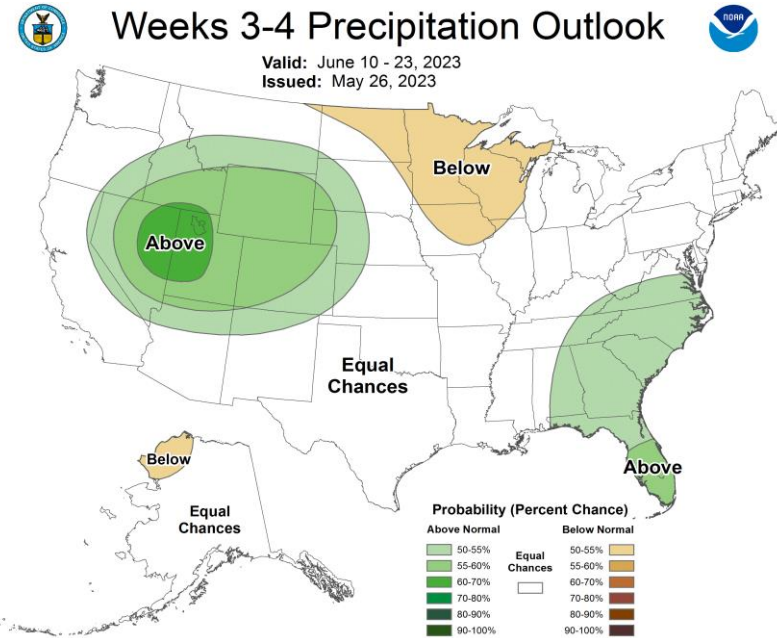 Weeks 3-4 Precipitation Outlook
NOAA
Valid: June 10 - 23, 2023
Issued: May 26, 2023
Below
Above
Equal
Chances
Above
Below
Equal
Chances
Probability (Percent Chance)
Above Normal
Below Normal
Equal
Chances
50-55%
55-60%
60-70%
70-80%
80-90%
90-100%
50-55%
55-60%
60-70%
70-80%
80-90%
90-100%